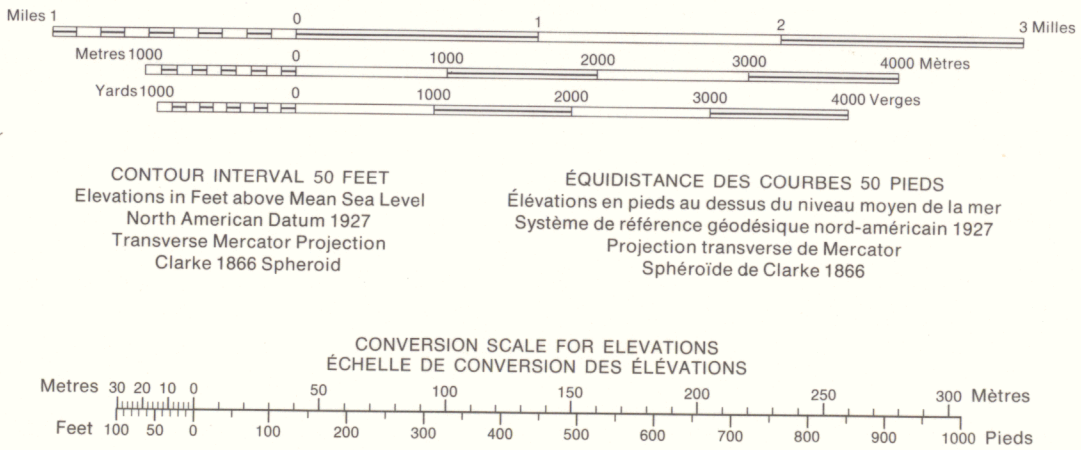 Miles 1 0 1 2 3 Milles
Metres 1000 0 1000 2000 3000 4000 Mètres
Yards 1000 0 1000 2000 3000 4000 Verges
CONTOUR INTERVAL 50 FEET
Elevations in Feet above Mean Sea Level
North American Datum 1927
Transverse Mercator Projection
Clarke 1866 Spheroid
ÉQUIDISTANCE DES COURBES 50 PIEDS
Élévations en pieds au dessus du niveau moyen de la mer
Système de référence géodésique nord-américain 1927
Projection transverse de Mercator
Sphéroïde de Clarke 1866
CONVERSION SCALE FOR ELEVATIONS
ÉCHELLE DE CONVERSION DES ÉLÉVATIONS
Metres 30 20 10 0 50 100 150 200 250 300 Mètres
Feet 100 50 0 100 200 300 400 500 600 700 800 900 1000 Pieds